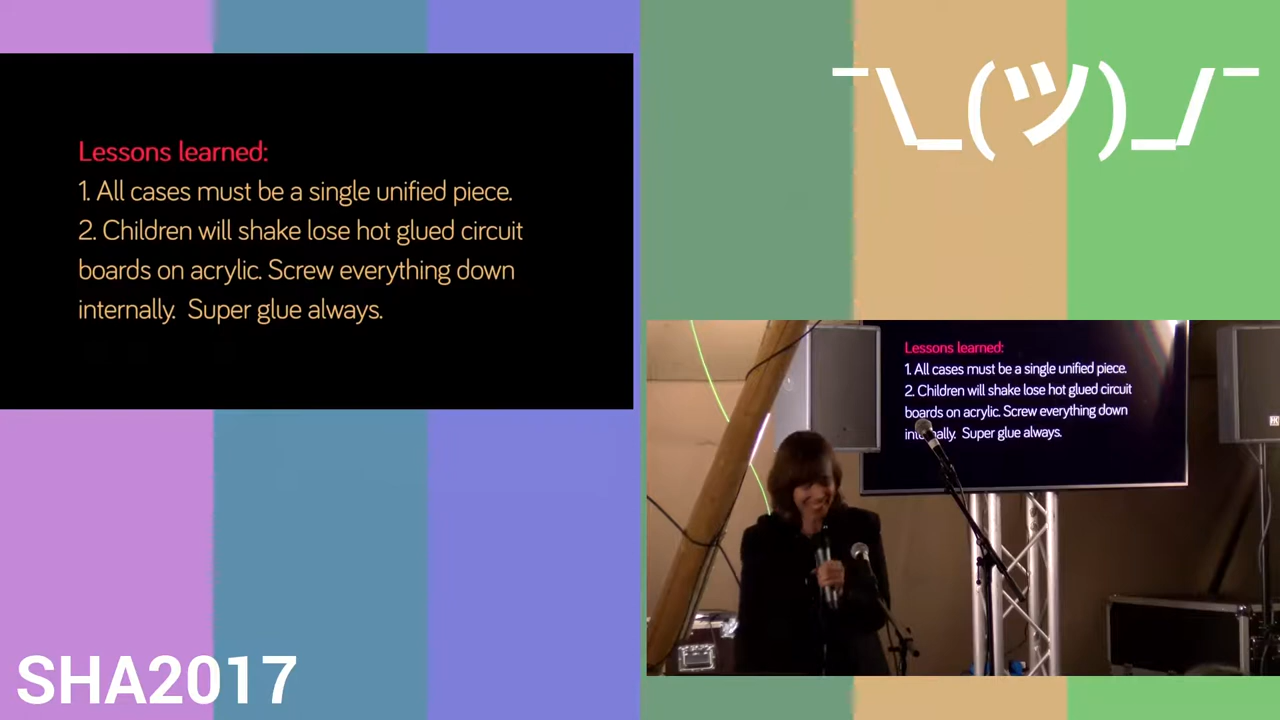 Lessons learned:
1. All cases must be a single unified piece.
2. Children will shake lose hot glued circuit
boards on acrylic. Screw everything down
internally.  Super glue always.
¯\_(ツ)_/¯
Lessons learned:
1. All cases must be a single unified piece.
2. Children will shake lose hot glued circuit
boards on acrylic. Screw everything down
internally.  Super glue always.
SHA2017